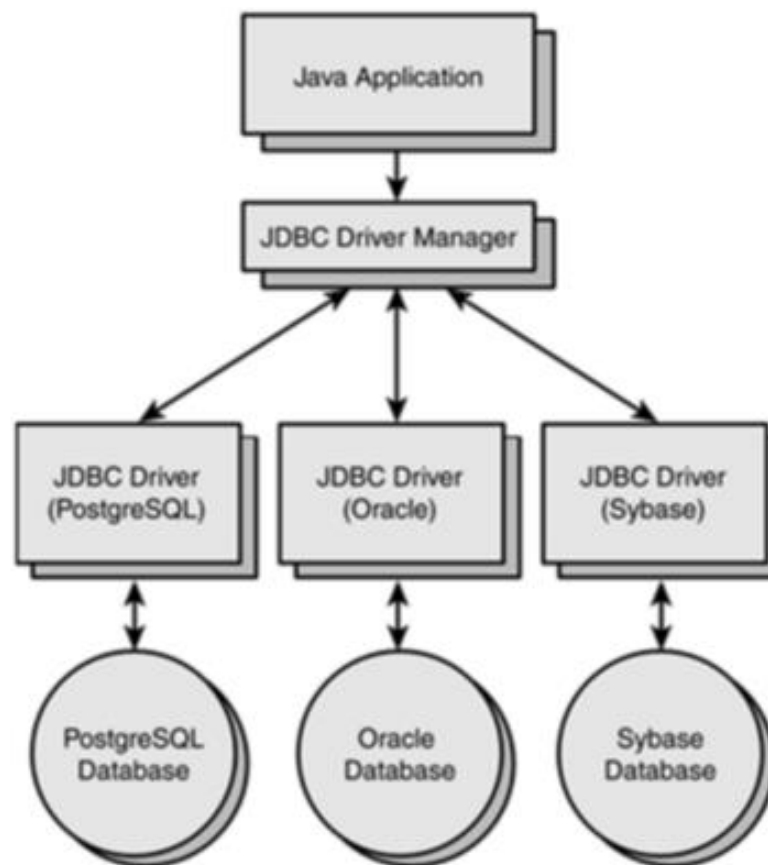 Java Application
JDBC Driver Manager
JDBC Driver
(PostgreSQL)
JDBC Driver
(Oracle)
JDBC Driver
(Sybase)
PostgreSQL
Database
Oracle
Database
Sybase
Database